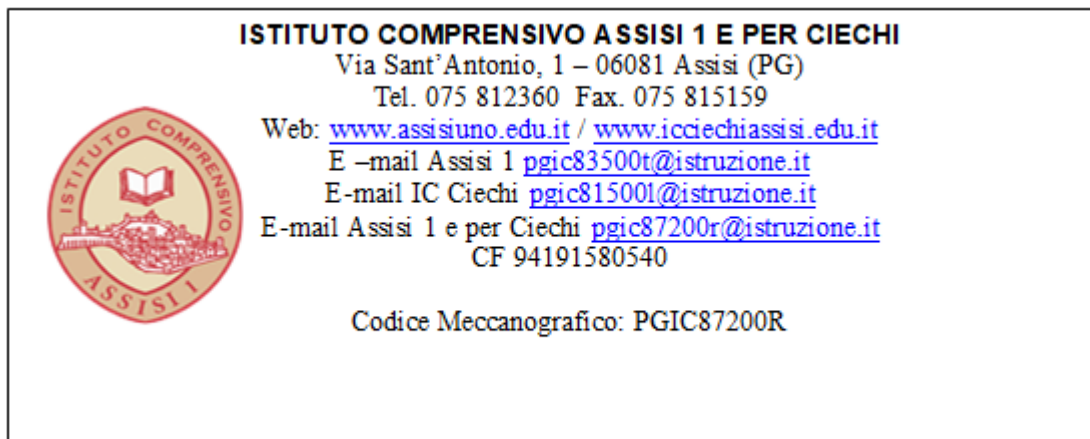 ISTITUTO COMPRENSIVO ASSISI 1 E PER CIECHI
Via Sant’Antonio, 1 – 06081 Assisi (PG)
Tel. 075 812360 Fax. 075 815159
Web: www.assisiuno.edu.it / www.icciechiassisi.edu.it
E –mail Assisi 1 pgic83500t@istruzione.it
E-mail IC Ciechi pgic81500l@istruzione.it
E-mail Assisi 1 e per Ciechi pgic87200r@istruzione.it
CF 94191580540
Codice Meccanografico: PGIC87200R
ISTITUTO COMPRENSIVO
ASSISI 1